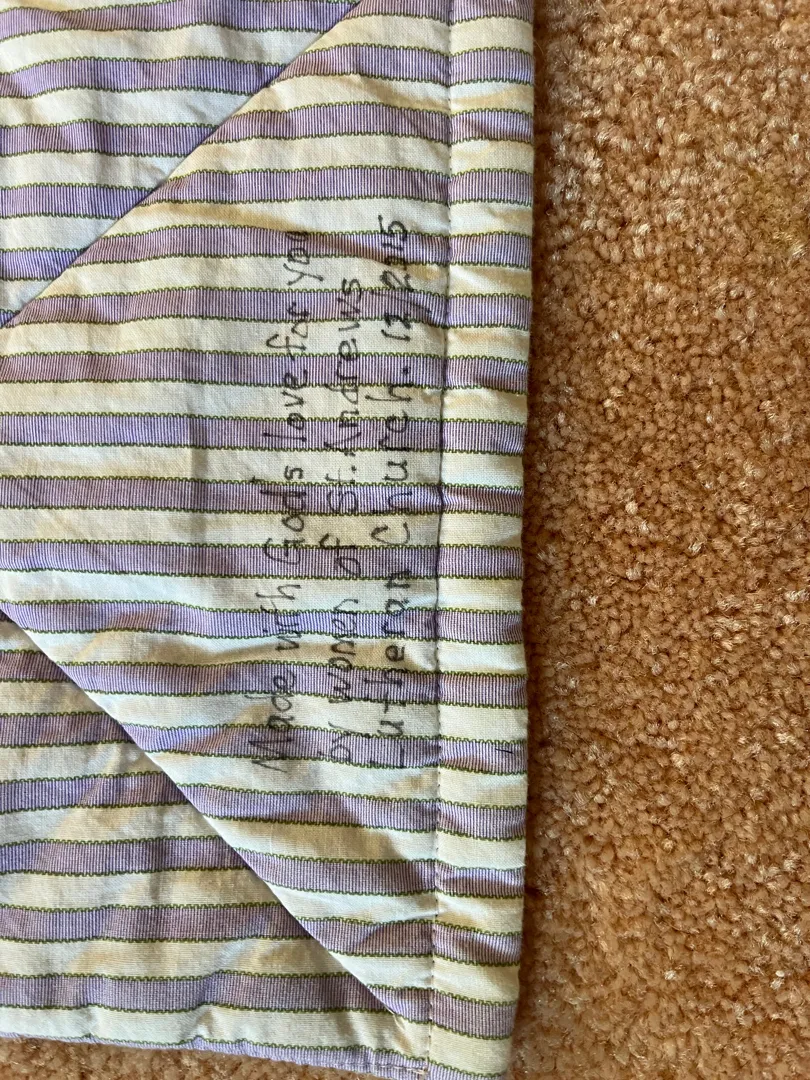 Made with God's love for you
by women of St. Andrews
Lutheran Church. 12/2015